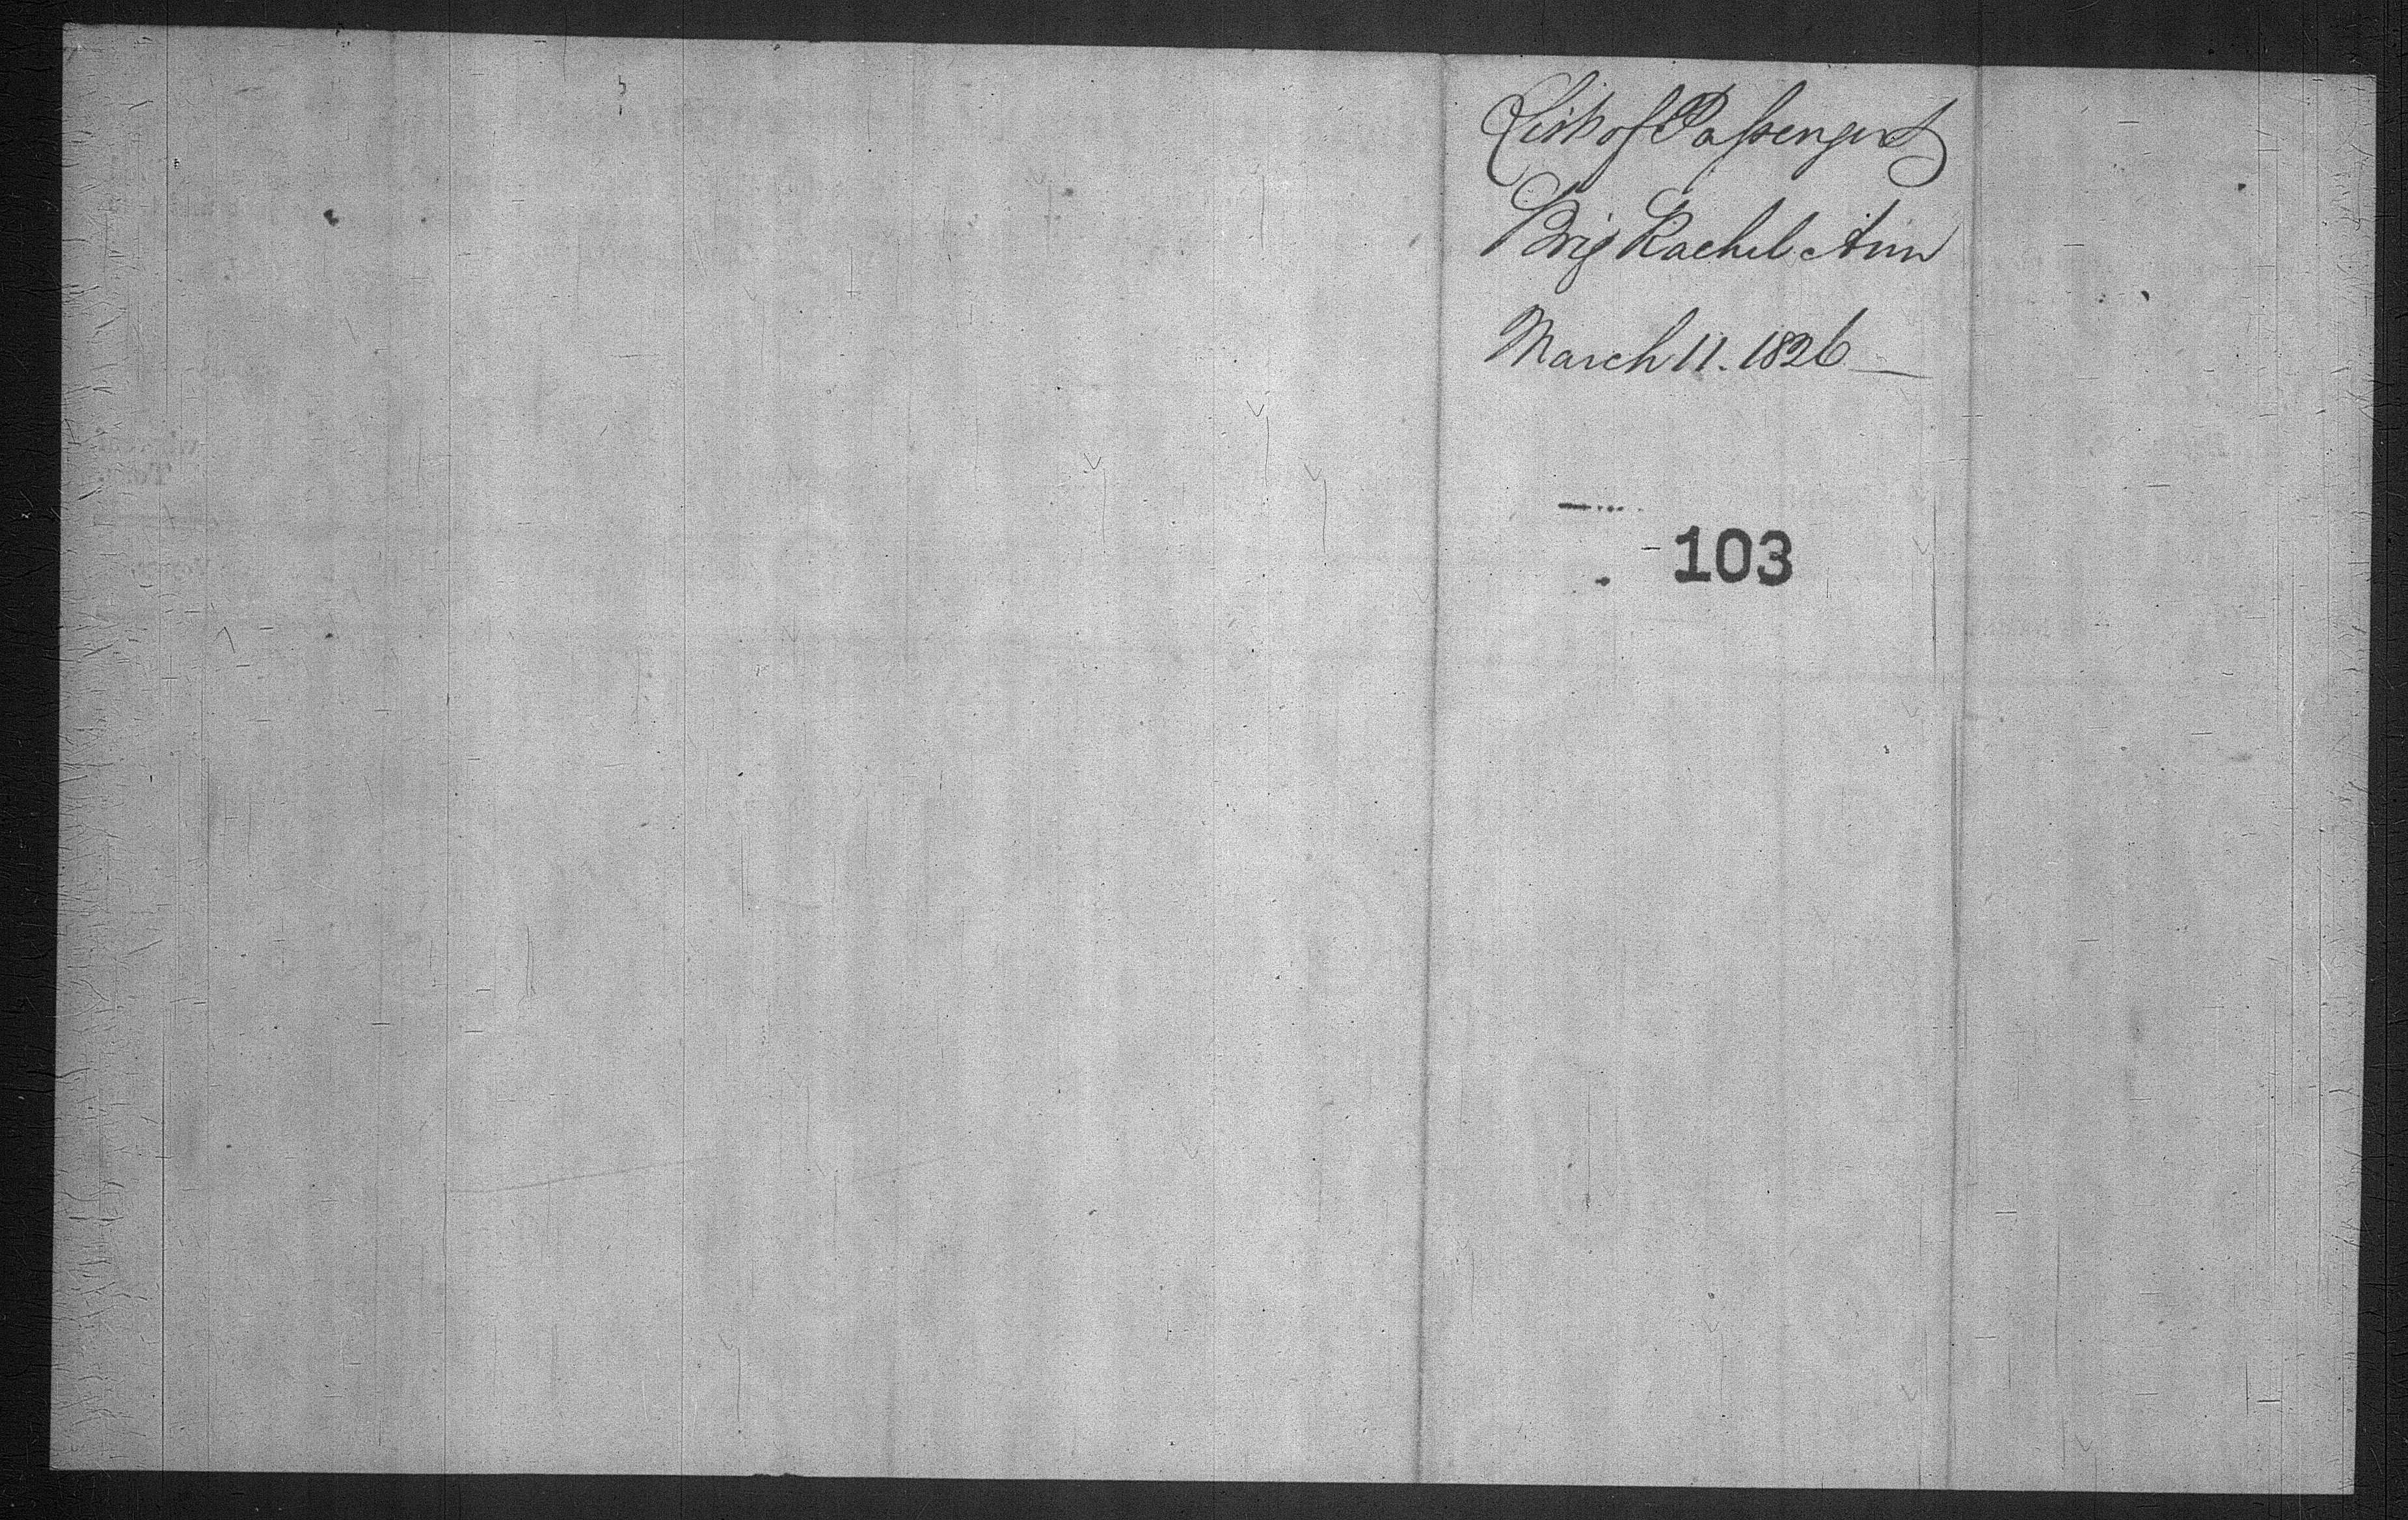 List of Passengers
Brig Rachel Ann
March 11. 1826
103